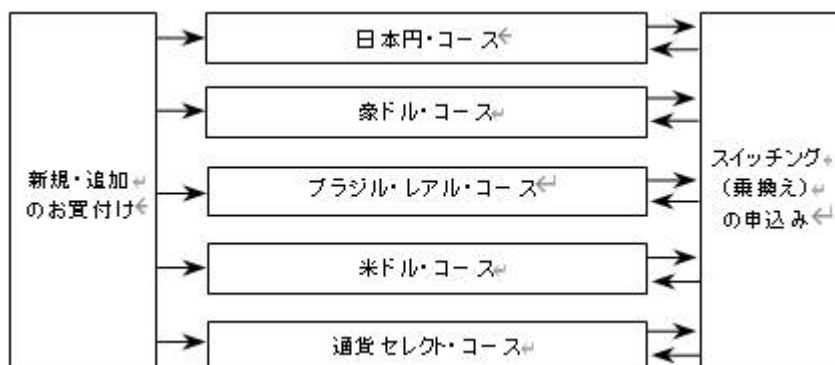 日本円・コース
豪ドル・コース
新規・追加
のお買付け
ブラジル・レアル・コース
スイッチング
(乗換え)
の申込み
米ドル・コース
通貨セレクト・コース